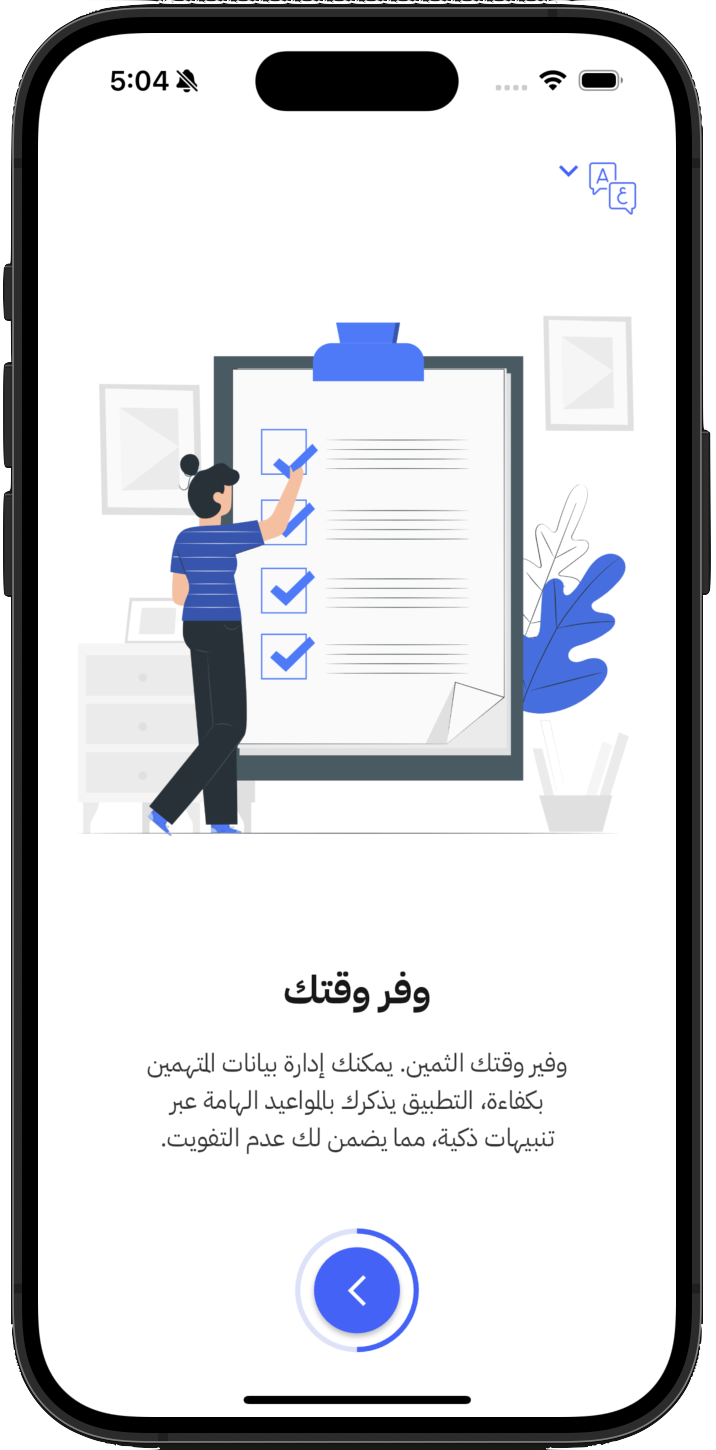 5:04
A
ع
وفر وقتك
وفير وقتك الثمين. يمكنك إدارة بيانات المتهمين
بكفاءة، التطبيق يذكرك بالمواعيد الهامة عبر
تنبيهات ذكية، مما يضمن لك عدم التفويت.